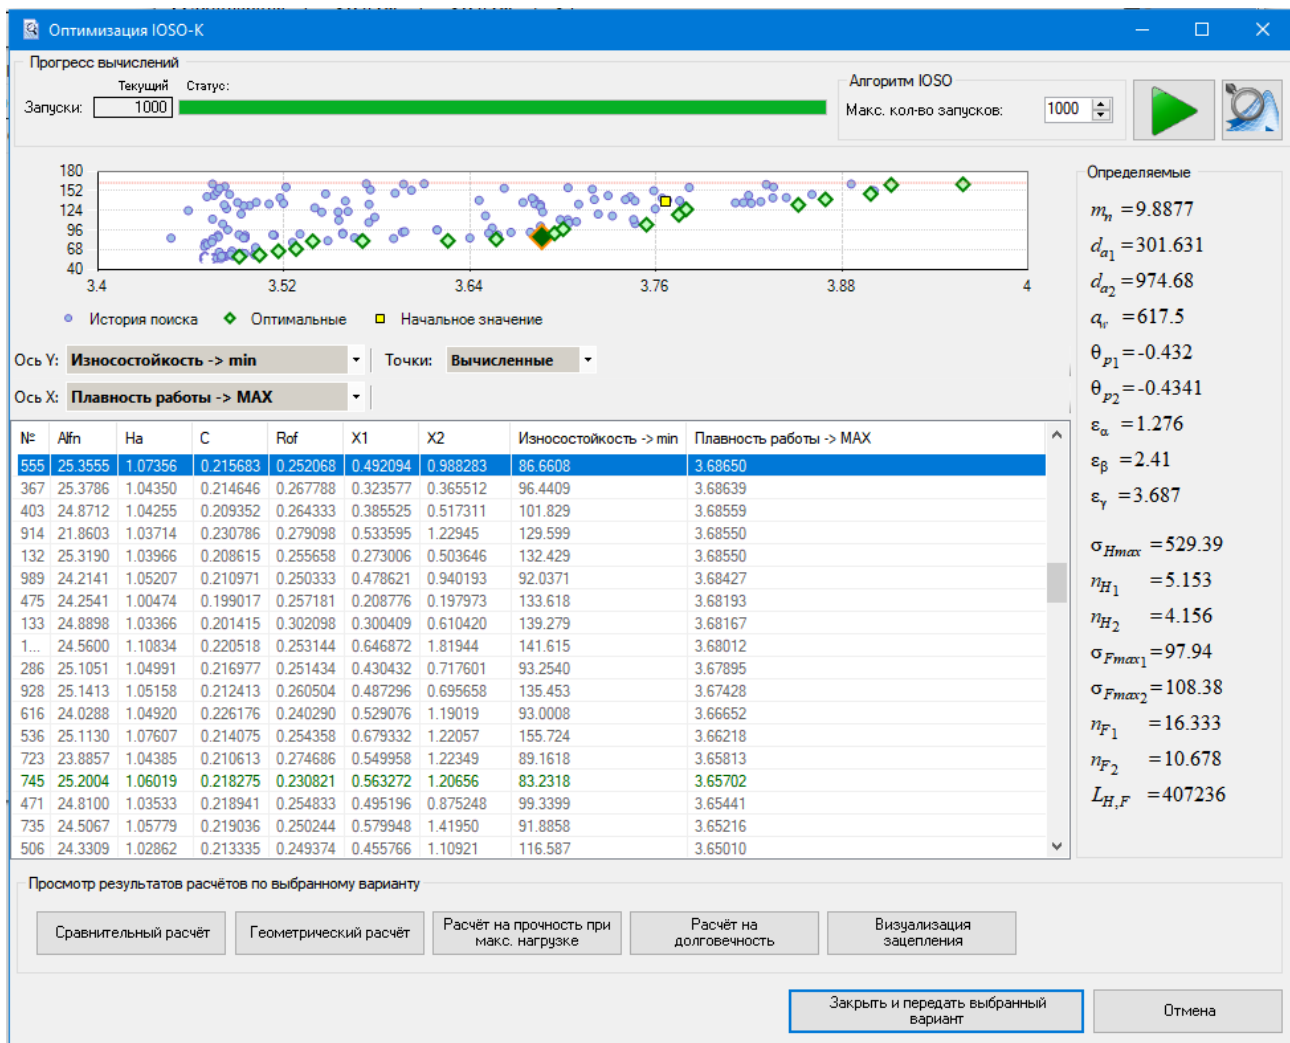 Оптимизация IOSO-K
Прогресс вычислений
Текущий Статус:
Запуски: 1000
Алгоритм IOSO
Макс. кол-во запусков: 1000
180
152
124
96
68
40
3.4 3.52 3.64 3.76 3.88 4
История поиска Оптимальные Начальное значение
Ось Y: Износостойкость -> min Точки: Вычисленные
Ось X: Плавность работы -> MAX
№ Alfn Ha C Rof X1 X2 Износостойкость -> min Плавность работы -> MAX
555 25.3555 1.07356 0.215683 0.252068 0.492094 0.988283 86.6608 3.68650
367 25.3786 1.04350 0.214646 0.267788 0.323577 0.365512 96.4409 3.68639
403 24.8712 1.04255 0.209352 0.264333 0.385525 0.517311 101.829 3.68559
914 21.8603 1.03714 0.230786 0.279098 0.533595 1.22945 129.599 3.68550
132 25.3190 1.03966 0.208615 0.255658 0.273006 0.503646 132.429 3.68550
989 24.2141 1.05207 0.210971 0.250333 0.478621 0.940193 92.0371 3.68427
475 24.2541 1.00474 0.199017 0.257181 0.208776 0.197973 133.618 3.68193
133 24.8898 1.03366 0.201415 0.302098 0.300409 0.610420 139.279 3.68167
1... 24.5600 1.10834 0.220518 0.253144 0.646872 1.81944 141.615 3.68012
286 25.1051 1.04991 0.216977 0.251434 0.430432 0.717601 93.2540 3.67895
928 25.1413 1.05158 0.212413 0.260504 0.487296 0.695658 135.453 3.67428
616 24.0288 1.04920 0.226176 0.240290 0.529076 1.19019 93.0008 3.66652
536 25.1130 1.07607 0.214075 0.254358 0.679332 1.22057 155.724 3.66218
723 23.8857 1.04385 0.210613 0.274686 0.549958 1.22349 89.1618 3.65813
745 25.2004 1.06019 0.218275 0.230821 0.563272 1.20656 83.2318 3.65702
471 24.8100 1.03533 0.218941 0.254833 0.495196 0.875248 99.3399 3.65441
735 24.5067 1.05779 0.219036 0.250244 0.579948 1.41950 91.8858 3.65216
506 24.3309 1.02862 0.213335 0.249374 0.455766 1.10921 116.587 3.65010
Определяемые
m_n =9.8877
d_a1 =301.631
d_a2 =974.68
a_w =617.5
θ_P1 =-0.432
θ_P2 =-0.4341
ε_α =1.276
ε_β =2.41
ε_γ =3.687
σ_Hmax =529.39
n_H1 =5.153
n_H2 =4.156
σ_Fmax1 =97.94
σ_Fmax2 =108.38
n_F1 =16.333
n_F2 =10.678
L_H,F =407236
Просмотр результатов расчётов по выбранному варианту
Сравнительный расчёт
Геометрический расчёт
Расчёт на прочность при
макс. нагрузке
Расчёт на
долговечность
Визуализация
зацепления
Закрыть и передать выбранный
вариант
Отмена